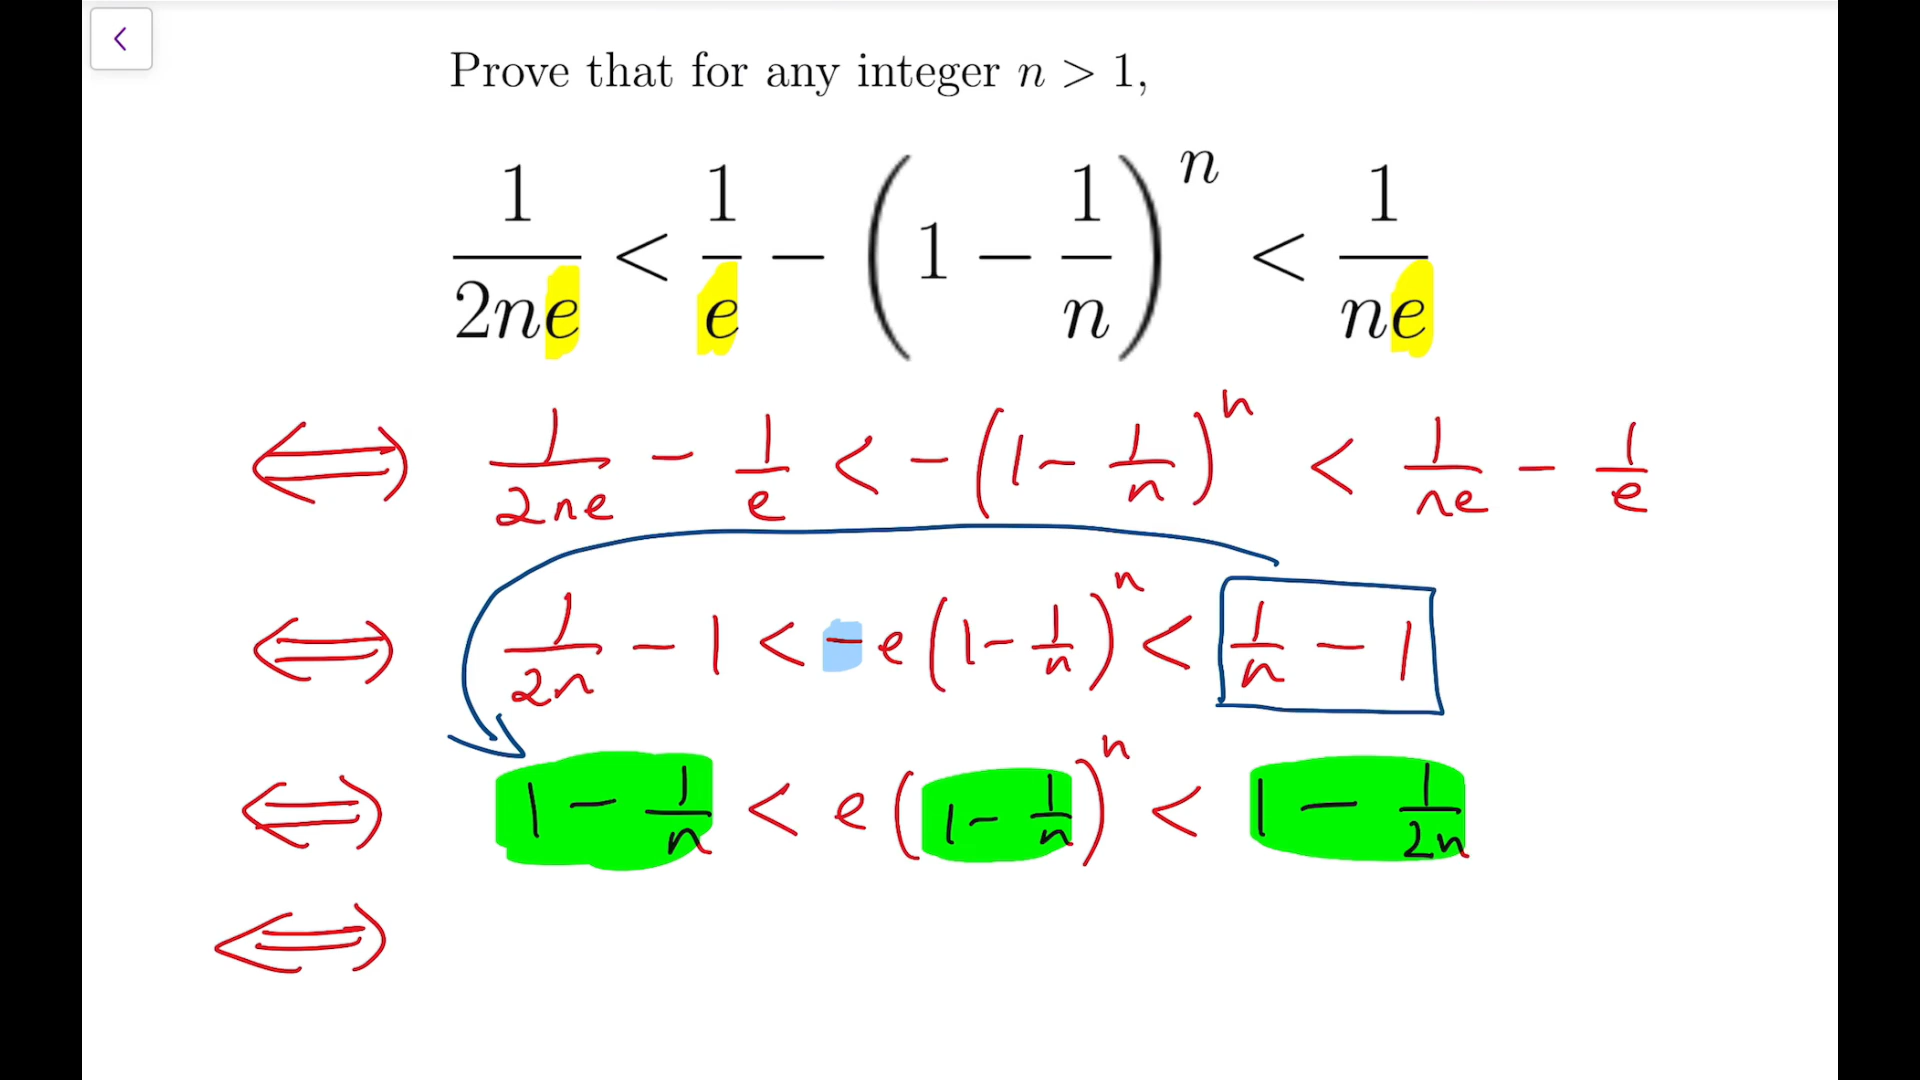 Prove that for any integer n > 1,
1/(2ne) < 1/e − (1 − 1/n)^n < 1/(ne)
⟺ 1/(2ne) − 1/e < −(1 − 1/n)^n < 1/(ne) − 1/e
⟺ 1/(2n) − 1 < −e(1 − 1/n)^n < 1/n − 1
⟺ 1 − 1/n < e(1 − 1/n)^n < 1 − 1/(2n)
⟺